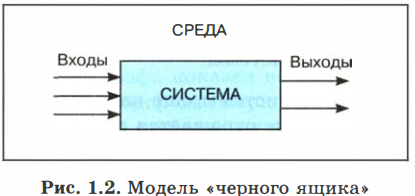 СРЕДА
Входы
Выходы
СИСТЕМА
Рис. 1.2. Модель «черного ящика»